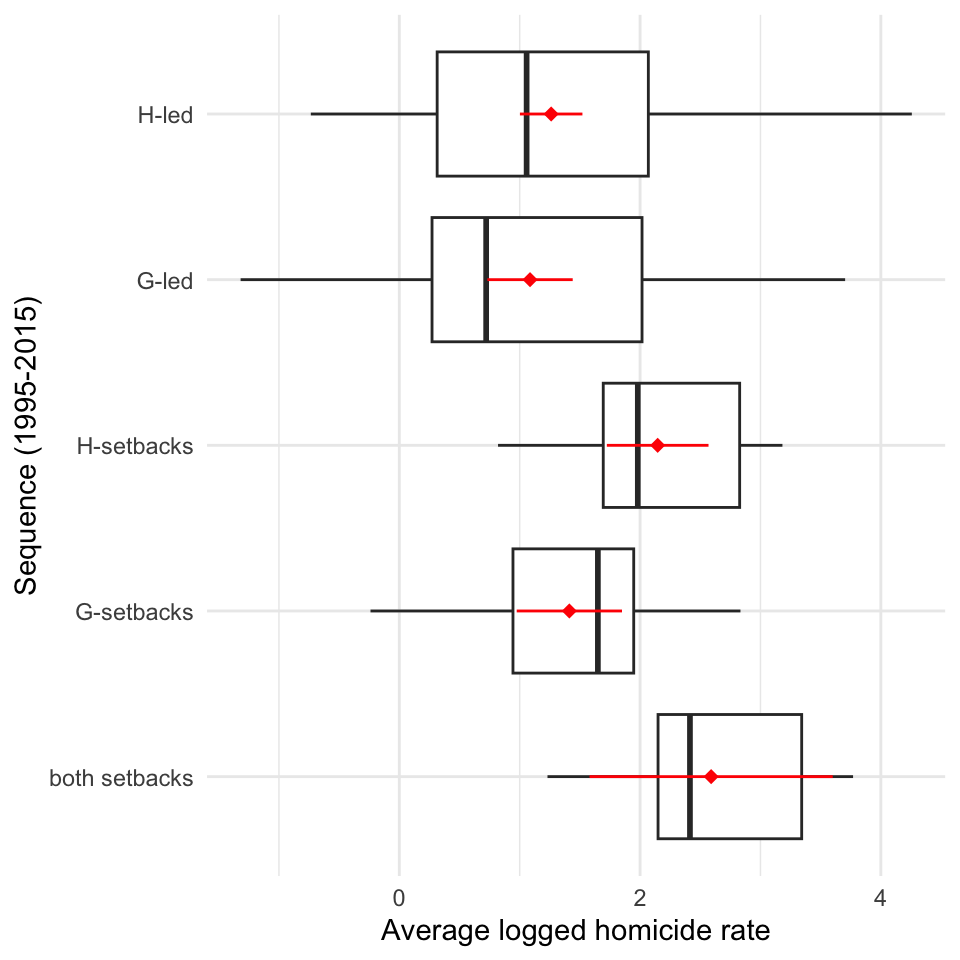 H-led
G-led
H-setbacks
G-setbacks
both setbacks
Sequence (1995-2015)
0 2 4
Average logged homicide rate